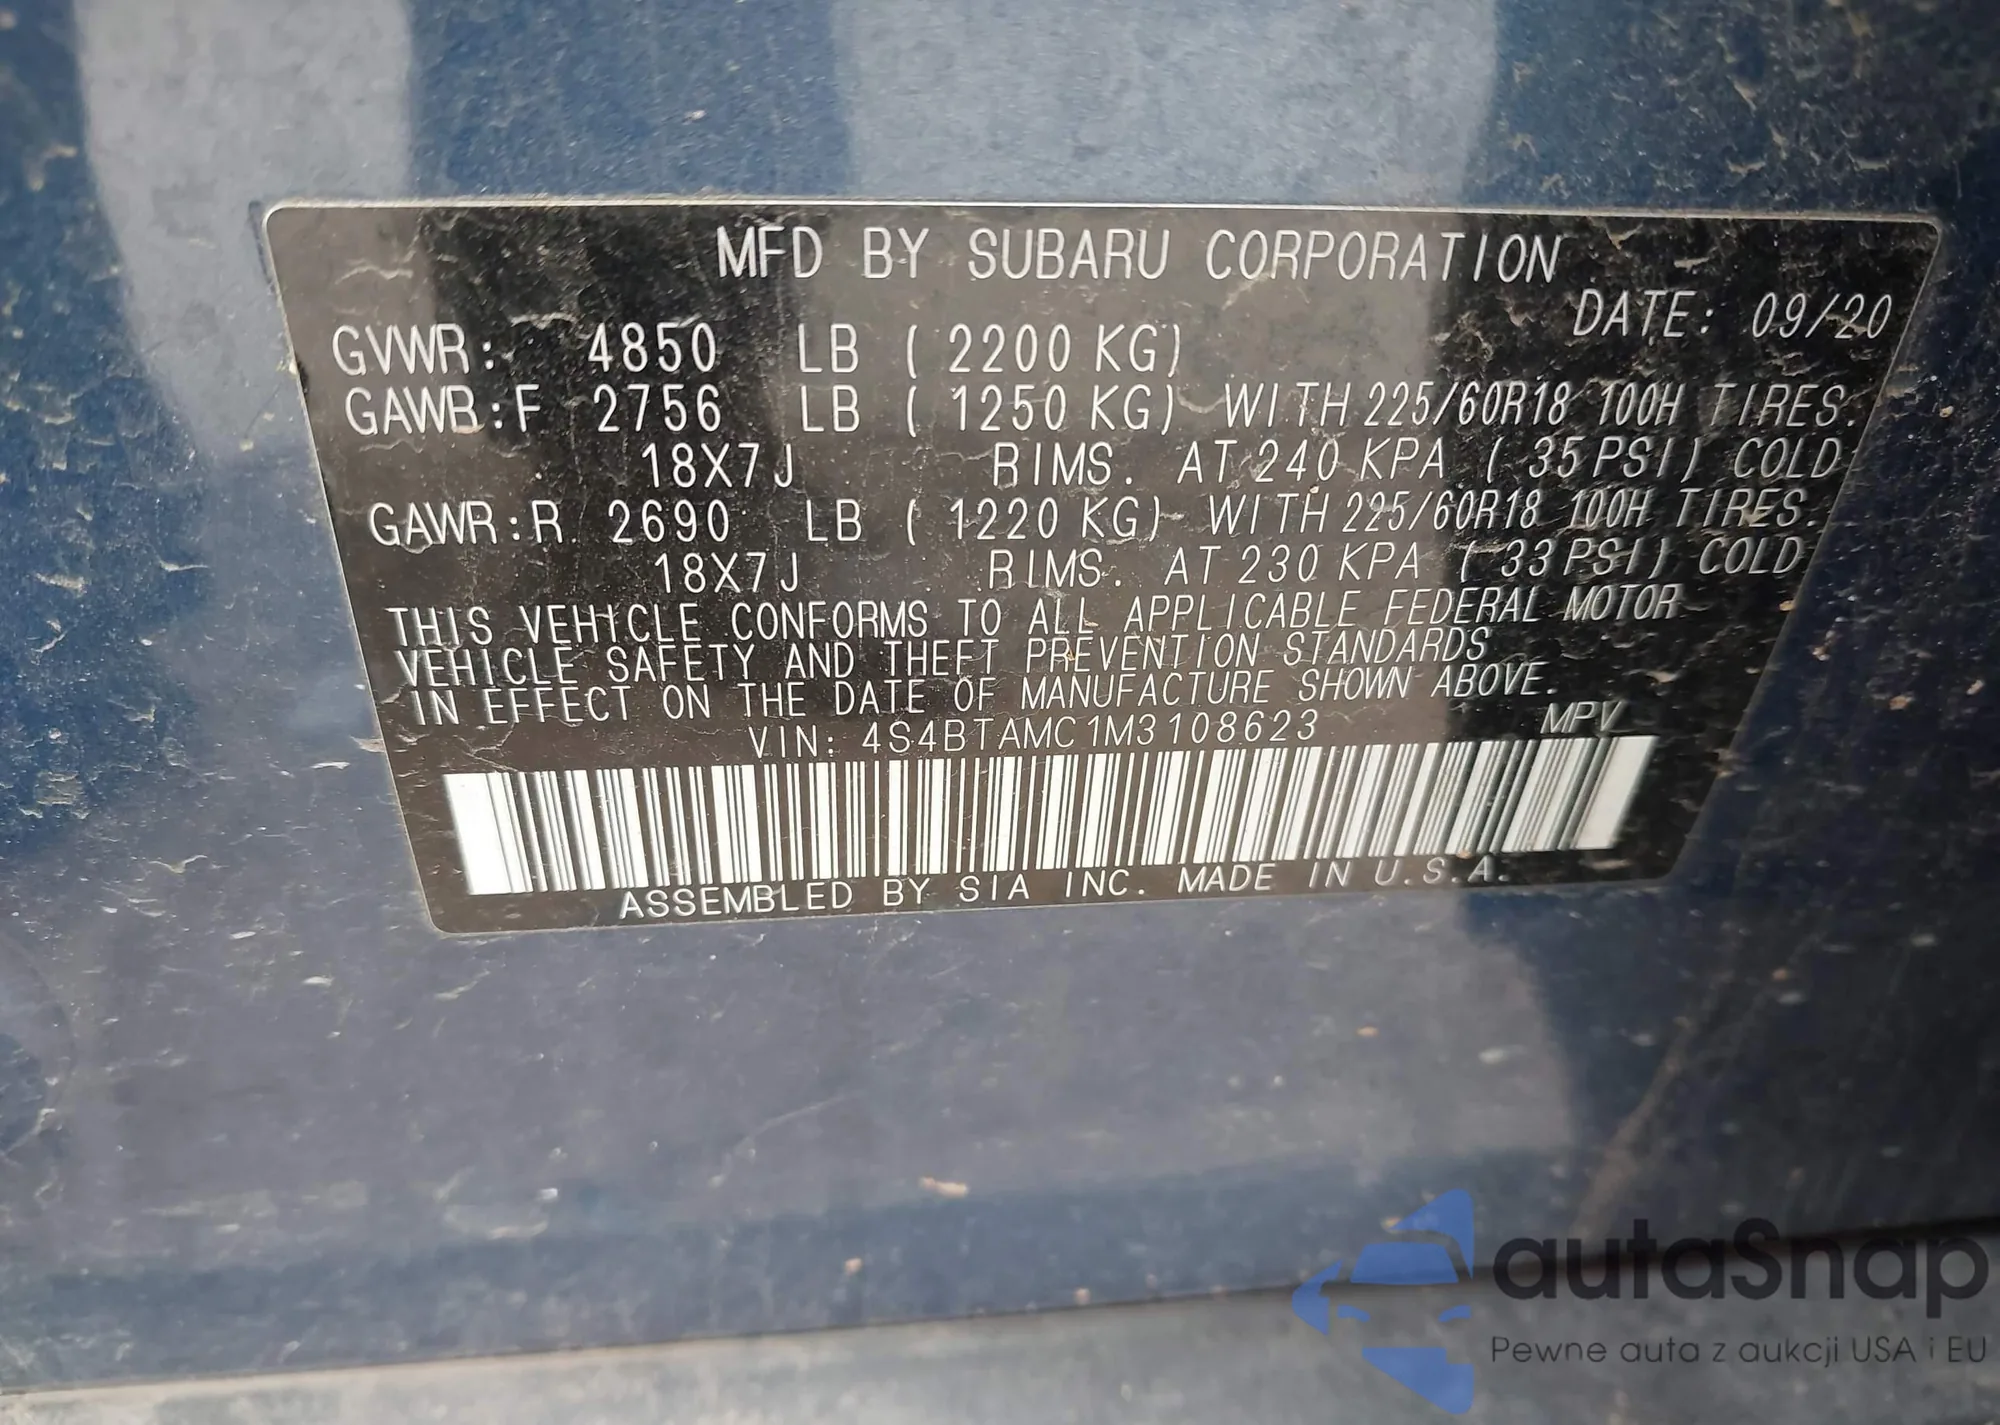 MFD BY SUBARU CORPORATION
DATE: 09/20
GVWR: 4850 LB ( 2200 KG)
GAWR:F 2756 LB ( 1250 KG) WITH 225/60R18 100H TIRES.
18X7J RIMS. AT 240 KPA ( 35 PSI) COLD
GAWR:R 2690 LB ( 1220 KG) WITH 225/60R18 100H TIRES.
18X7J RIMS. AT 230 KPA ( 33 PSI) COLD
THIS VEHICLE CONFORMS TO ALL APPLICABLE FEDERAL MOTOR
VEHICLE SAFETY AND THEFT PREVENTION STANDARDS
IN EFFECT ON THE DATE OF MANUFACTURE SHOWN ABOVE.
VIN: 4S4BTAMC1M3108623 MPV
ASSEMBLED BY SIA INC. MADE IN U.S.A.
autaSnap
Pewne auta z aukcji USA i EU